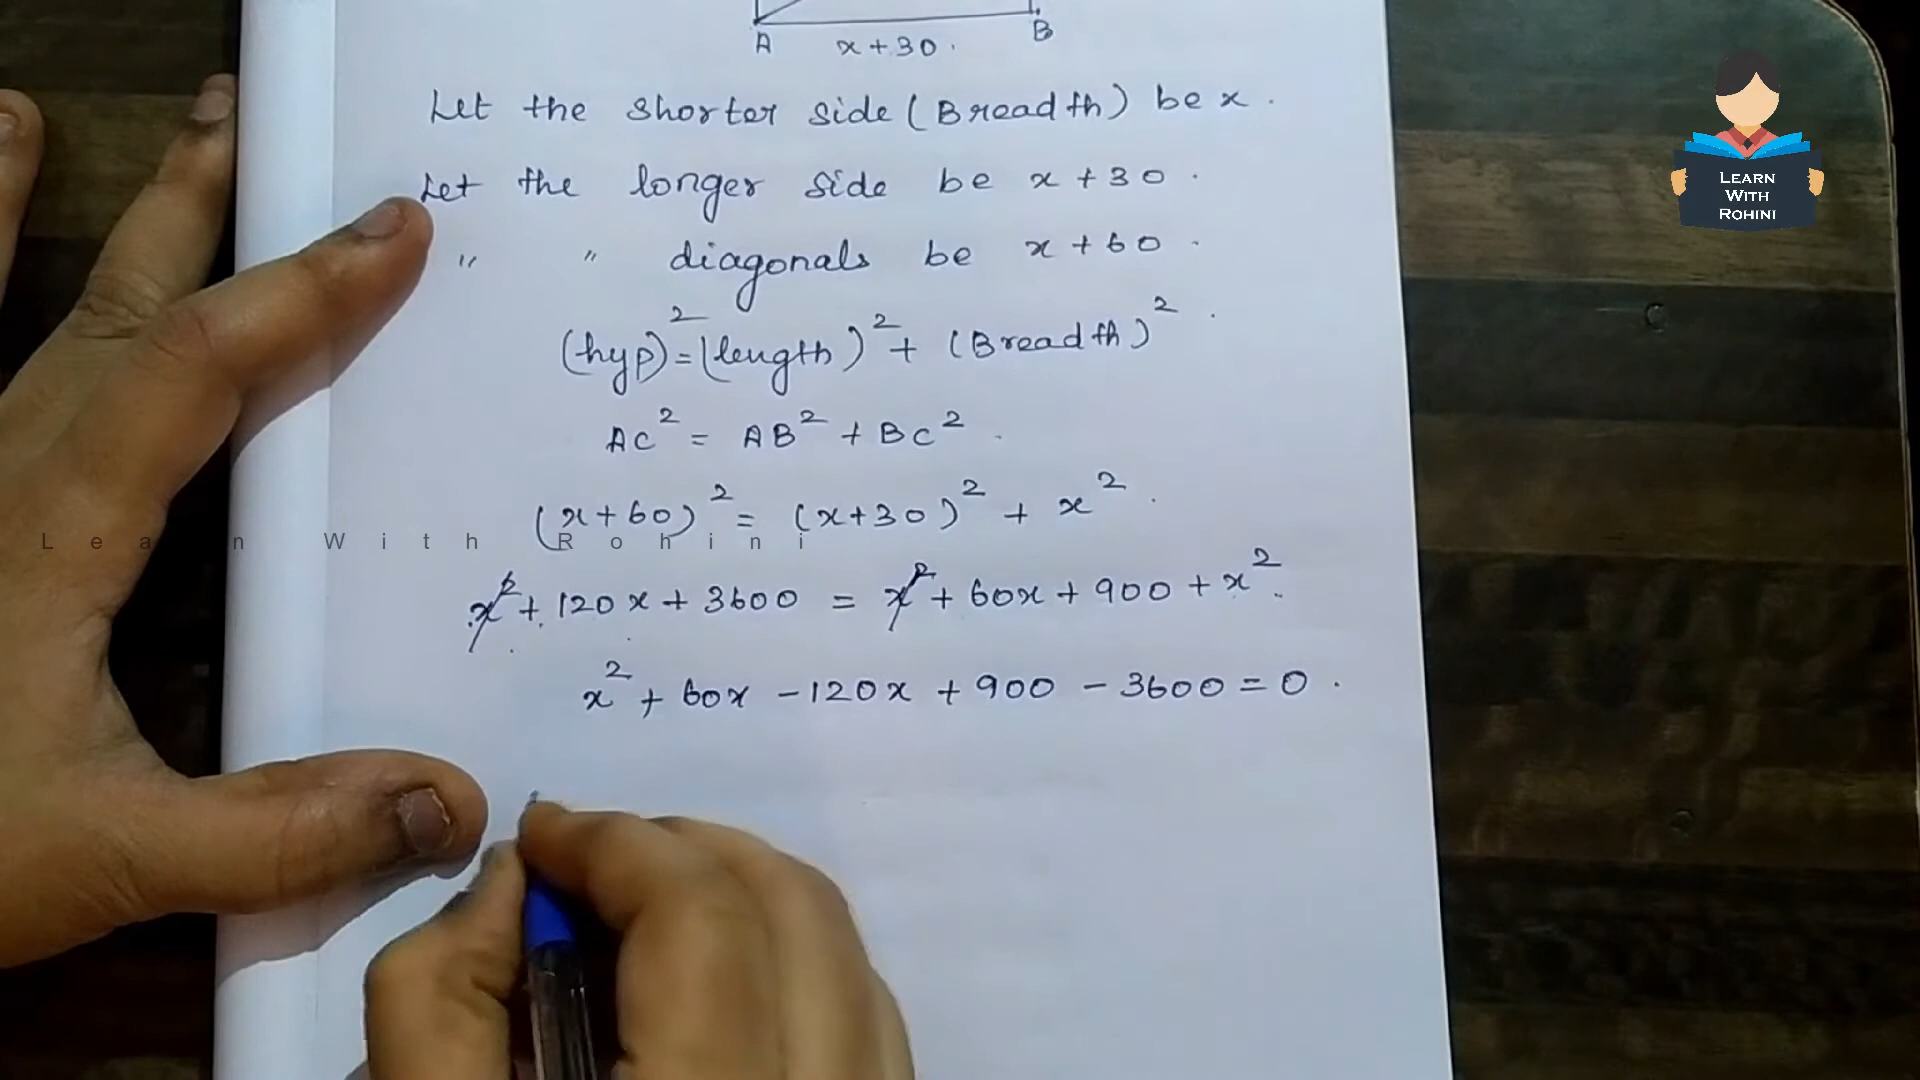 A x+30. B
Let the shorter side (Breadth) be x.
Let the longer side be x+30.
" " diagonals be x+60.
(hyp)² = (length)² + (Breadth)².
AC² = AB² + BC².
(x+60)² = (x+30)² + x².
x² + 120x + 3600 = x² + 60x + 900 + x².
x² + 60x - 120x + 900 - 3600 = 0.
LEARN
WITH
ROHINI
Learn With Rohini